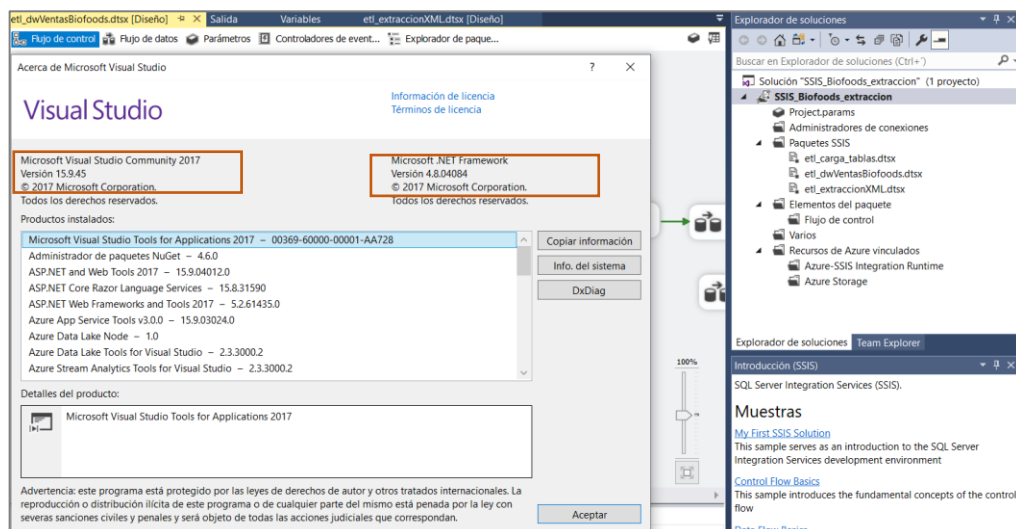 etl_dwVentasBiofoods.dtsx [Diseño]
Salida
Variables
etl_extraccionXML.dtsx [Diseño]
Flujo de control
Flujo de datos
Parámetros
Controladores de event...
Explorador de paque...
Acerca de Microsoft Visual Studio
Visual Studio
Información de licencia
Términos de licencia
Microsoft Visual Studio Community 2017
Versión 15.9.45
© 2017 Microsoft Corporation.
Todos los derechos reservados.
Microsoft .NET Framework
Versión 4.8.04084
© 2017 Microsoft Corporation.
Todos los derechos reservados.
Productos instalados:
Microsoft Visual Studio Tools for Applications 2017 – 00369-60000-00001-AA728
Administrador de paquetes NuGet – 4.6.0
ASP.NET and Web Tools 2017 – 15.9.04012.0
ASP.NET Core Razor Language Services – 15.8.31590
ASP.NET Web Frameworks and Tools 2017 – 5.2.61435.0
Azure App Service Tools v3.0.0 – 15.9.03024.0
Azure Data Lake Node – 1.0
Azure Data Lake Tools for Visual Studio – 2.3.3000.2
Azure Stream Analytics Tools for Visual Studio – 2.3.3000.2
Copiar información
Info. del sistema
DxDiag
Detalles del producto:
Microsoft Visual Studio Tools for Applications 2017
Advertencia: este programa está protegido por las leyes de derechos de autor y otros tratados internacionales. La
reproducción o distribución ilícita de este programa o de cualquier parte del mismo está penada por la ley con
severas sanciones civiles y penales y será objeto de todas las acciones judiciales que correspondan.
Aceptar
100%
Explorador de soluciones
Buscar en Explorador de soluciones (Ctrl+´)
Solución "SSIS_Biofoods_extraccion" (1 proyecto)
SSIS_Biofoods_extraccion
Project.params
Administradores de conexiones
Paquetes SSIS
etl_carga_tablas.dtsx
etl_dwVentasBiofoods.dtsx
etl_extraccionXML.dtsx
Elementos del paquete
Flujo de control
Varios
Recursos de Azure vinculados
Azure-SSIS Integration Runtime
Azure Storage
Explorador de soluciones
Team Explorer
Introducción (SSIS)
SQL Server Integration Services (SSIS).
Muestras
My First SSIS Solution
This sample serves as an introduction to the SQL Server
Integration Services development environment
Control Flow Basics
This sample introduces the fundamental concepts of the control
flow
Data Flow Basics